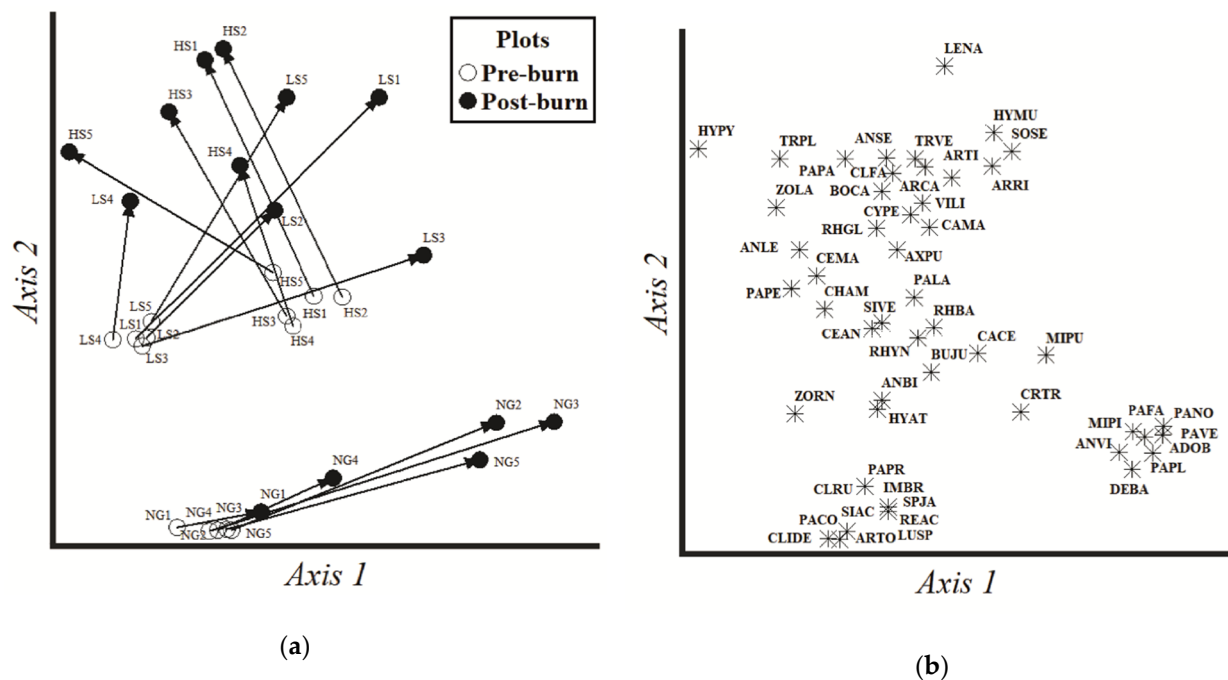 HS2
HS1
Plots
Pre-burn
Post-burn
LS5
LS1
HS3
HS5
HS4
LS4
LS2
LS3
HS5
HS1
HS2
LS5
HS3
LS1
LS2
HS4
LS4
LS3
NG2
NG3
NG5
NG4
NG1
NG4
NG3
NG1
NG2
NG5
Axis 2
Axis 1
(a)
LENA
HYMU
SOSE
HYPY
TRPL
ANSE
TRVE
ARTI
PAPA
CLFA
ARRI
BOCA
ARCA
ZOLA
VILI
CYPE
CAMA
RHGL
ANLE
AXPU
CEMA
PAPE
PALA
CHAM
SIVE
RHBA
CEAN
RHYN
BUJU
CACE
MIPU
ANBI
ZORN
HYAT
CRTR
PAFA
PANO
MIPI
PAVE
ANVI
ADOB
PAPL
DEBA
PAPR
CLRU
IMBR
SPJA
SIAC
REAC
PACO
LUSP
CLIDE
ARTO
Axis 2
Axis 1
(b)